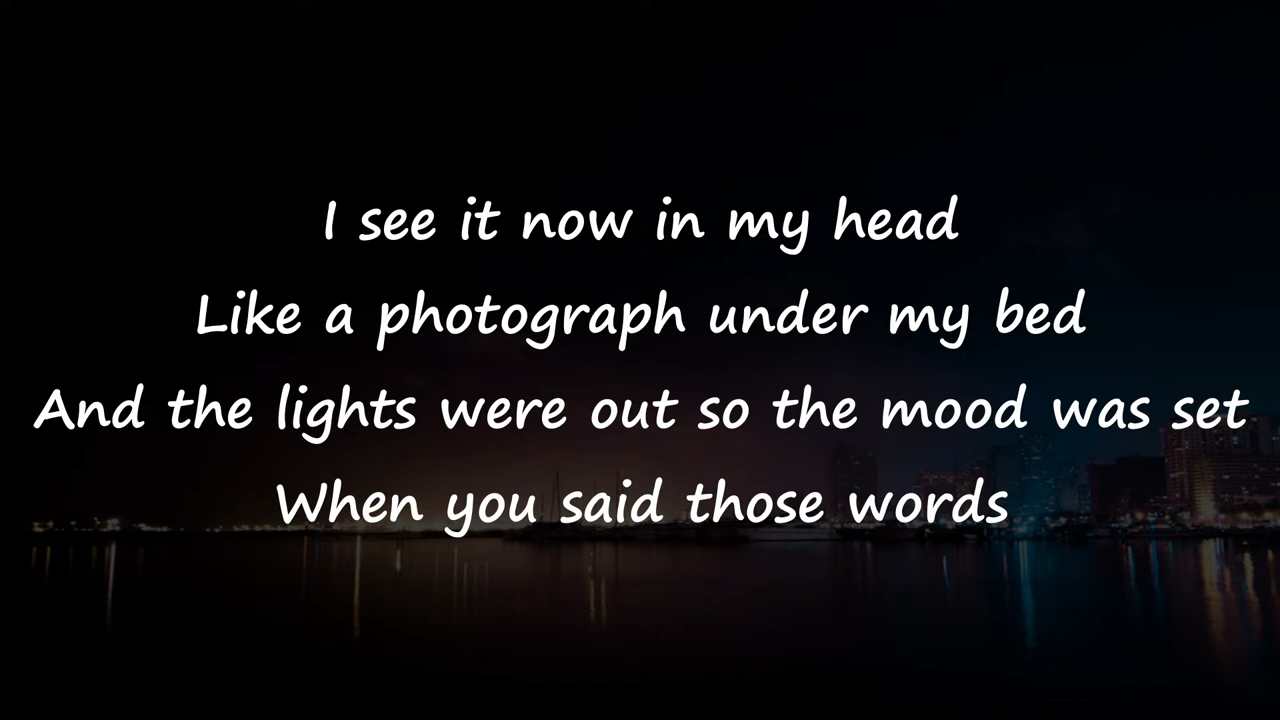 I see it now in my head
Like a photograph under my bed
And the lights were out so the mood was set
When you said those words